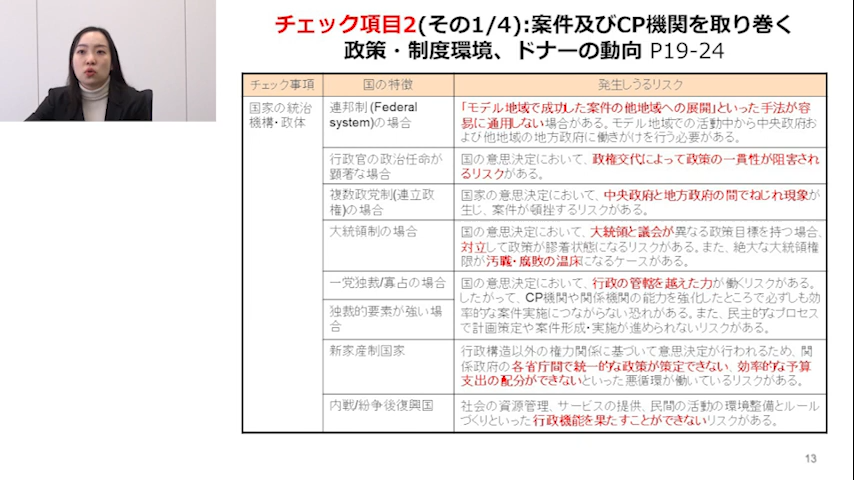 チェック項目2(その1/4):案件及びCP機関を取り巻く
政策・制度環境、ドナーの動向 P19-24
チェック事項
国の特徴
発生しうるリスク
国家の統治
機構・政体
連邦制(Federal
system)の場合
「モデル地域で成功した案件の他地域への展開」といった手法が容
易に通用しない場合がある。モデル地域での活動中から中央政府お
よび他地域の地方政府に働きかけを行う必要がある。
行政官の政治任命が
顕著な場合
国の意思決定において、政権交代によって政策の一貫性が阻害され
るリスクがある。
複数政党制(連立政
権)の場合
国家の意思決定において、中央政府と地方政府の間でねじれ現象が
生じ、案件が頓挫するリスクがある。
大統領制の場合
国の意思決定において、大統領と議会が異なる政策目標を持つ場合、
対立して政策が膠着状態になるリスクがある。また、絶大な大統領権
限が汚職・腐敗の温床になるケースがある。
一党独裁/寡占の場合
独裁的要素が強い場
合
国の意思決定において、行政の管轄を越えた力が働くリスクがある。
したがって、CP機関や関係機関の能力を強化したところで必ずしも効
率的な案件実施につながらない恐れがある。また、民主的なプロセス
で計画策定や案件形成・実施が進められないリスクがある。
新家産制国家
行政構造以外の権力関係に基づいて意思決定が行われるため、関
係政府の各省庁間で統一的な政策が策定できない、効率的な予算
支出の配分ができないといった悪循環が働いているリスクがある。
内戦/紛争後復興国
社会の資源管理、サービスの提供、民間の活動の環境整備とルール
づくりといった行政機能を果たすことができないリスクがある。
13